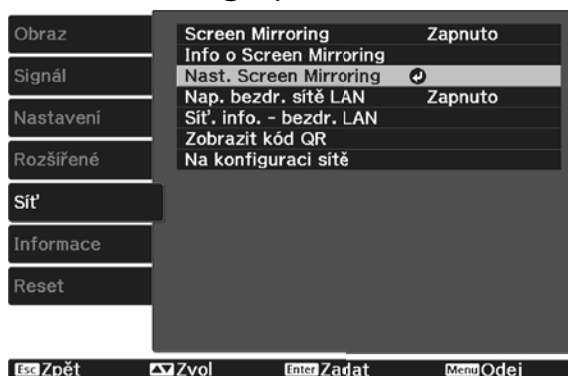 Obraz
Signál
Nastavení
Rozšířené
Síť
Informace
Reset
Screen Mirroring Zapnuto
Info o Screen Mirroring
Nast. Screen Mirroring
Nap. bezdr. sítě LAN Zapnuto
Síť. info. - bezdr. LAN
Zobrazit kód QR
Na konfiguraci sítě
Esc Zpět Zvol Enter Zadat Menu Odej